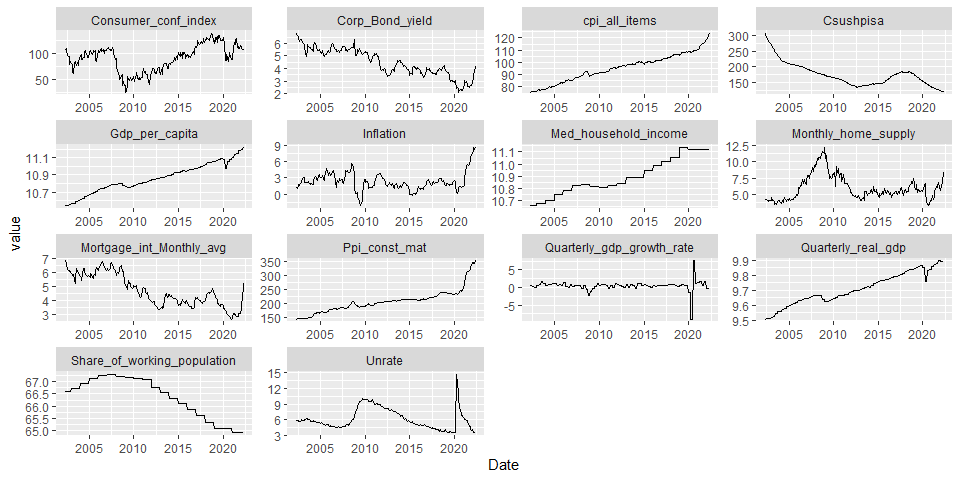 Consumer_conf_index
Corp_Bond_yield
cpi_all_items
Csushpisa
100
50
6
5
4
3
2
120
110
100
90
80
300
250
200
150
2005 2010 2015 2020
2005 2010 2015 2020
2005 2010 2015 2020
2005 2010 2015 2020
Gdp_per_capita
Inflation
Med_household_income
Monthly_home_supply
11.1
10.9
10.7
9
6
3
0
11.1
11.0
10.9
10.8
10.7
12.5
10.0
7.5
5.0
2005 2010 2015 2020
2005 2010 2015 2020
2005 2010 2015 2020
2005 2010 2015 2020
value
Mortgage_int_Monthly_avg
Ppi_const_mat
Quarterly_gdp_growth_rate
Quarterly_real_gdp
7
6
5
4
3
350
300
250
200
150
5
0
-5
9.9
9.8
9.7
9.6
9.5
2005 2010 2015 2020
2005 2010 2015 2020
2005 2010 2015 2020
2005 2010 2015 2020
Share_of_working_population
Unrate
67.0
66.5
66.0
65.5
65.0
15
12
9
6
3
2005 2010 2015 2020
2005 2010 2015 2020
Date